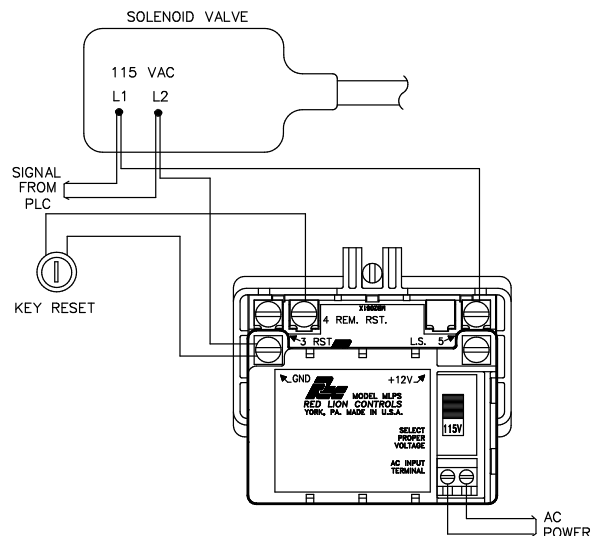 SOLENOID VALVE
115 VAC
L1 L2
SIGNAL
FROM
PLC
KEY RESET
4 REM. RST.
3 RST.
L.S. 5
GND
+12V
MODEL MLPS
RED LION CONTROLS
YORK, PA. MADE IN U.S.A.
SELECT
PROPER
VOLTAGE
115V
AC INPUT
TERMINAL
AC
POWER